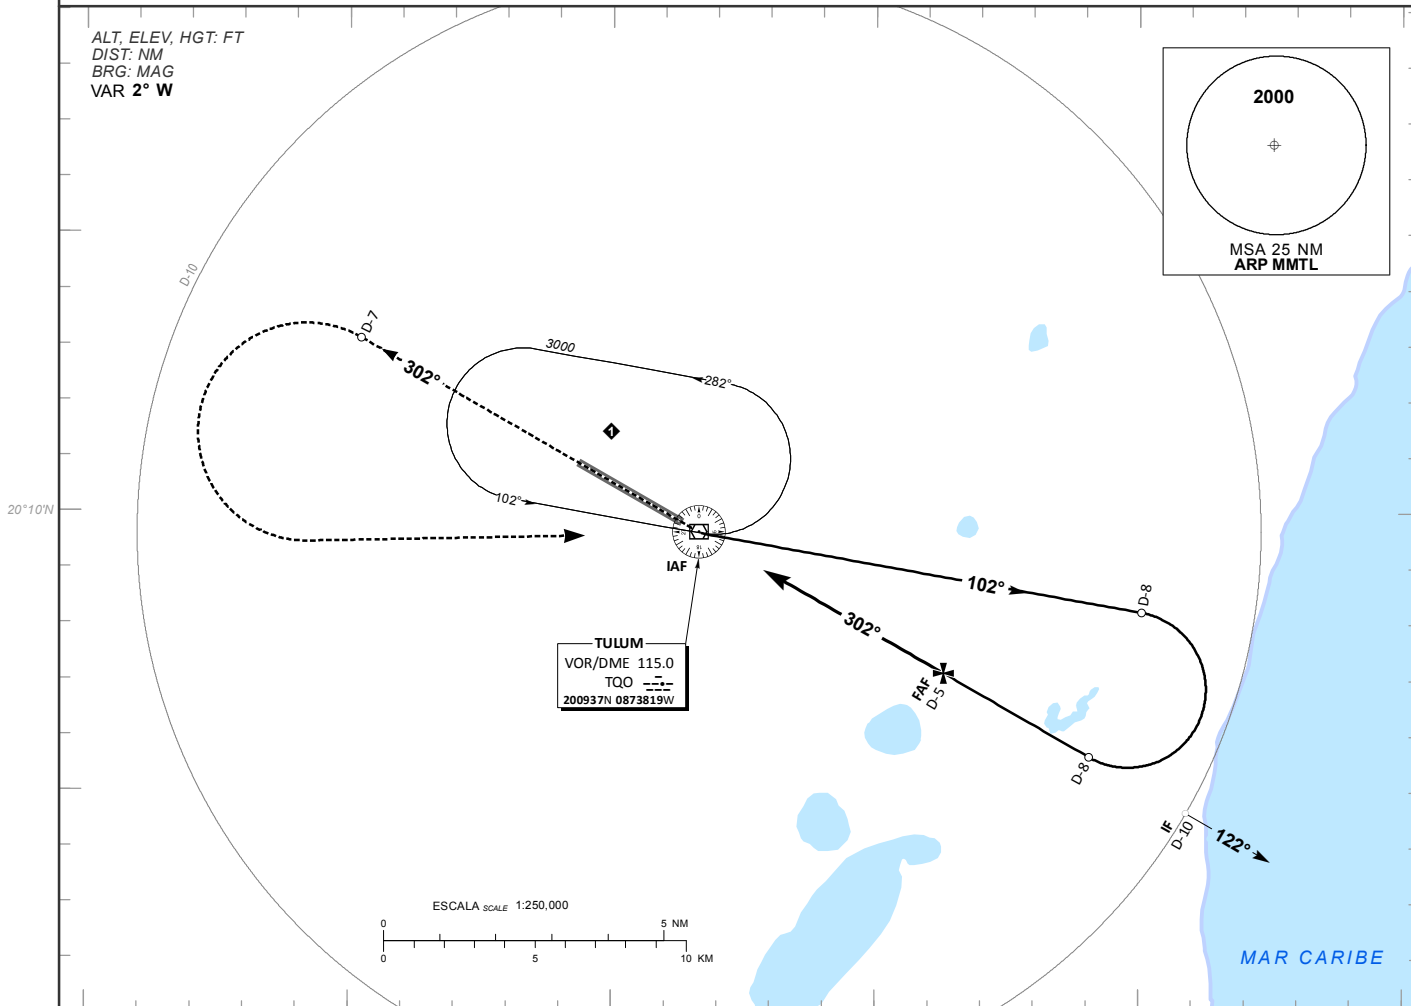 ALT, ELEV, HGT: FT
DIST: NM
BRG: MAG
VAR 2° W
2000
MSA 25 NM
ARP MMTL
D-10
D-7
302°
3000
282°
1
102°
20°10'N
IAF
102°
D-8
302°
TULUM
VOR/DME 115.0
TQO
200937N 0873819W
FAF
D-5
D-8
IF
D-10
122°
ESCALA SCALE 1:250,000
0 5 NM
0 5 10 KM
MAR CARIBE